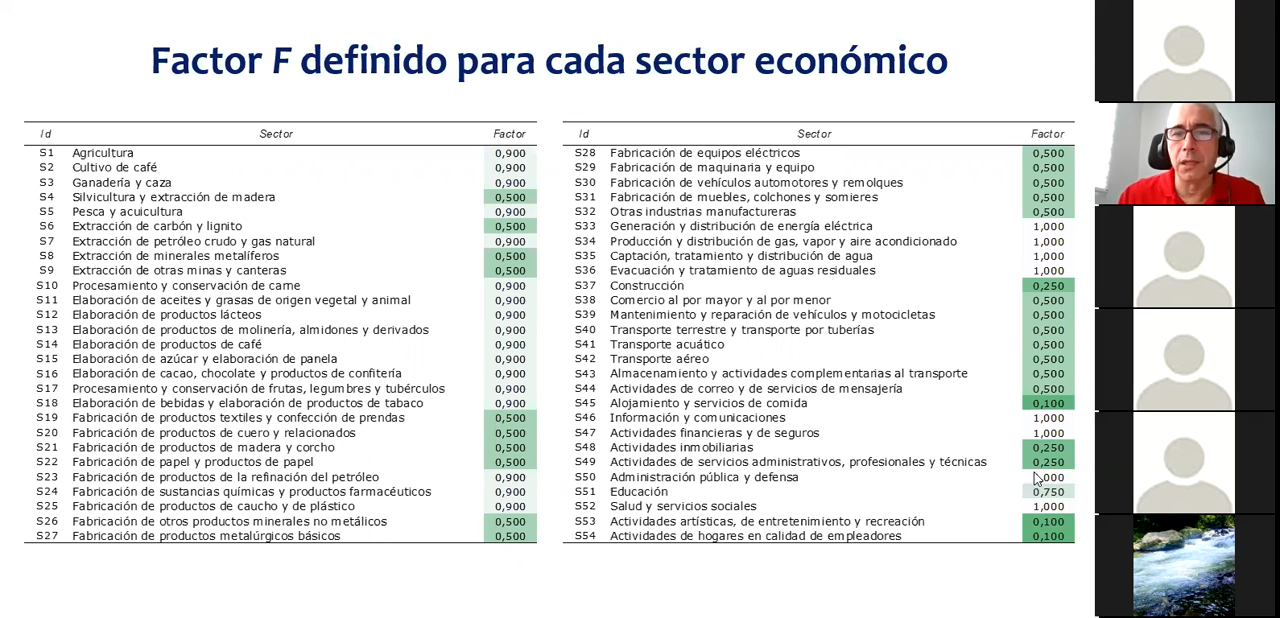 Factor F definido para cada sector económico
Id Sector Factor
S1 Agricultura 0,900
S2 Cultivo de café 0,900
S3 Ganadería y caza 0,900
S4 Silvicultura y extracción de madera 0,500
S5 Pesca y acuicultura 0,900
S6 Extracción de carbón y lignito 0,500
S7 Extracción de petróleo crudo y gas natural 0,900
S8 Extracción de minerales metalíferos 0,500
S9 Extracción de otras minas y canteras 0,500
S10 Procesamiento y conservación de carne 0,900
S11 Elaboración de aceites y grasas de origen vegetal y animal 0,900
S12 Elaboración de productos lácteos 0,900
S13 Elaboración de productos de molinería, almidones y derivados 0,900
S14 Elaboración de productos de café 0,900
S15 Elaboración de azúcar y elaboración de panela 0,900
S16 Elaboración de cacao, chocolate y productos de confitería 0,900
S17 Procesamiento y conservación de frutas, legumbres y tubérculos 0,900
S18 Elaboración de bebidas y elaboración de productos de tabaco 0,900
S19 Fabricación de productos textiles y confección de prendas 0,500
S20 Fabricación de productos de cuero y relacionados 0,500
S21 Fabricación de productos de madera y corcho 0,500
S22 Fabricación de papel y productos de papel 0,500
S23 Fabricación de productos de la refinación del petróleo 0,900
S24 Fabricación de sustancias químicas y productos farmacéuticos 0,900
S25 Fabricación de productos de caucho y de plástico 0,900
S26 Fabricación de otros productos minerales no metálicos 0,500
S27 Fabricación de productos metalúrgicos básicos 0,500
Id Sector Factor
S28 Fabricación de equipos eléctricos 0,500
S29 Fabricación de maquinaria y equipo 0,500
S30 Fabricación de vehículos automotores y remolques 0,500
S31 Fabricación de muebles, colchones y somieres 0,500
S32 Otras industrias manufactureras 0,500
S33 Generación y distribución de energía eléctrica 1,000
S34 Producción y distribución de gas, vapor y aire acondicionado 1,000
S35 Captación, tratamiento y distribución de agua 1,000
S36 Evacuación y tratamiento de aguas residuales 1,000
S37 Construcción 0,250
S38 Comercio al por mayor y al por menor 0,500
S39 Mantenimiento y reparación de vehículos y motocicletas 0,500
S40 Transporte terrestre y transporte por tuberías 0,500
S41 Transporte acuático 0,500
S42 Transporte aéreo 0,500
S43 Almacenamiento y actividades complementarias al transporte 0,500
S44 Actividades de correo y de servicios de mensajería 0,500
S45 Alojamiento y servicios de comida 0,100
S46 Información y comunicaciones 1,000
S47 Actividades financieras y de seguros 1,000
S48 Actividades inmobiliarias 0,250
S49 Actividades de servicios administrativos, profesionales y técnicas 0,250
S50 Administración pública y defensa
S51 Educación 0,750
S52 Salud y servicios sociales 1,000
S53 Actividades artísticas, de entretenimiento y recreación 0,100
S54 Actividades de hogares en calidad de empleadores 0,100